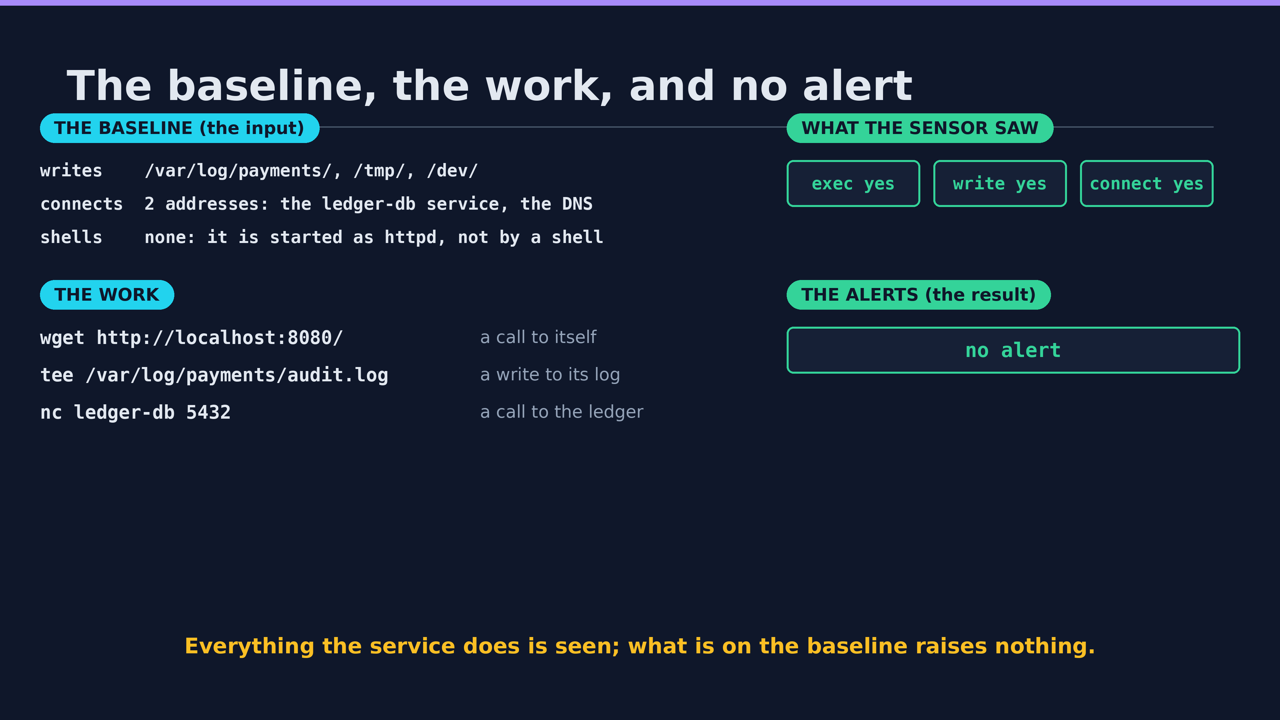 The baseline, the work, and no alert
THE BASELINE (the input)
writes /var/log/payments/, /tmp/, /dev/
connects 2 addresses: the ledger-db service, the DNS
shells none: it is started as httpd, not by a shell
WHAT THE SENSOR SAW
exec yes write yes connect yes
THE WORK
wget http://localhost:8080/ a call to itself
tee /var/log/payments/audit.log a write to its log
nc ledger-db 5432 a call to the ledger
THE ALERTS (the result)
no alert
Everything the service does is seen; what is on the baseline raises nothing.